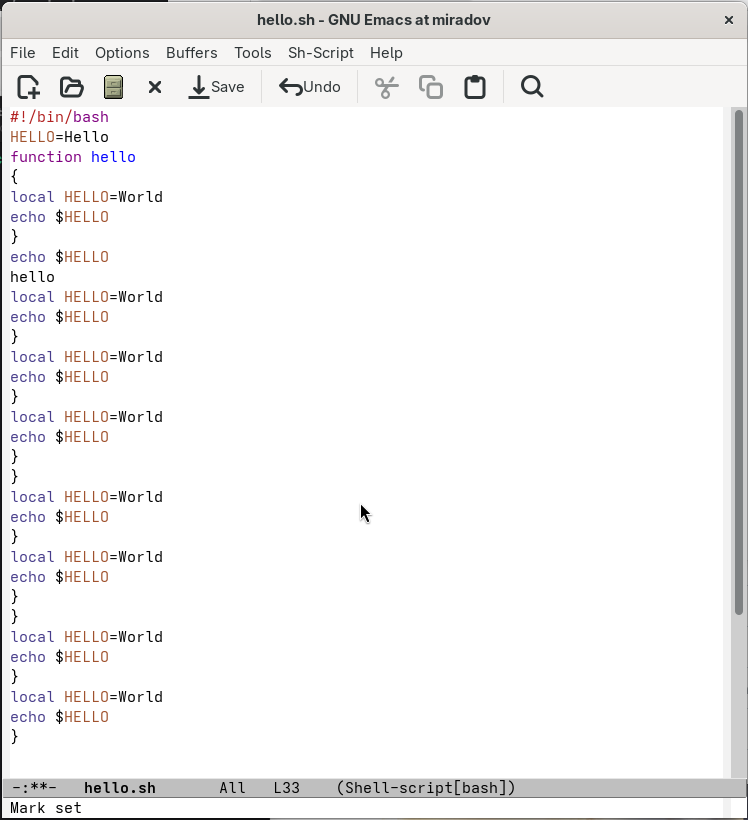 hello.sh - GNU Emacs at miradov
File Edit Options Buffers Tools Sh-Script Help
Save Undo
#!/bin/bash
HELLO=Hello
function hello
{
local HELLO=World
echo $HELLO
}
echo $HELLO
hello
local HELLO=World
echo $HELLO
}
local HELLO=World
echo $HELLO
}
local HELLO=World
echo $HELLO
}
}
local HELLO=World
echo $HELLO
}
local HELLO=World
echo $HELLO
}
}
local HELLO=World
echo $HELLO
}
local HELLO=World
echo $HELLO
}
-:**- hello.sh All L33 (Shell-script[bash])
Mark set